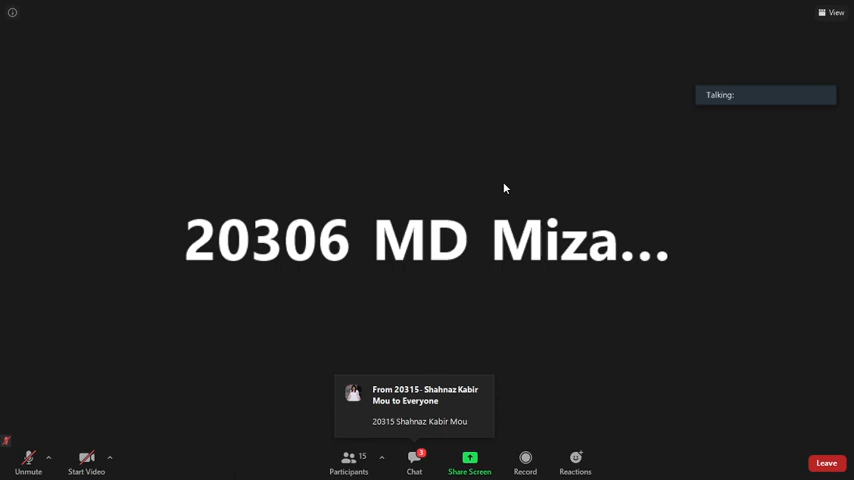 View
Talking:
20306 MD Miza...
From 20315- Shahnaz Kabir
Mou to Everyone
20315 Shahnaz Kabir Mou
15
3
Unmute
Start Video
Participants
Chat
Share Screen
Record
Reactions
Leave